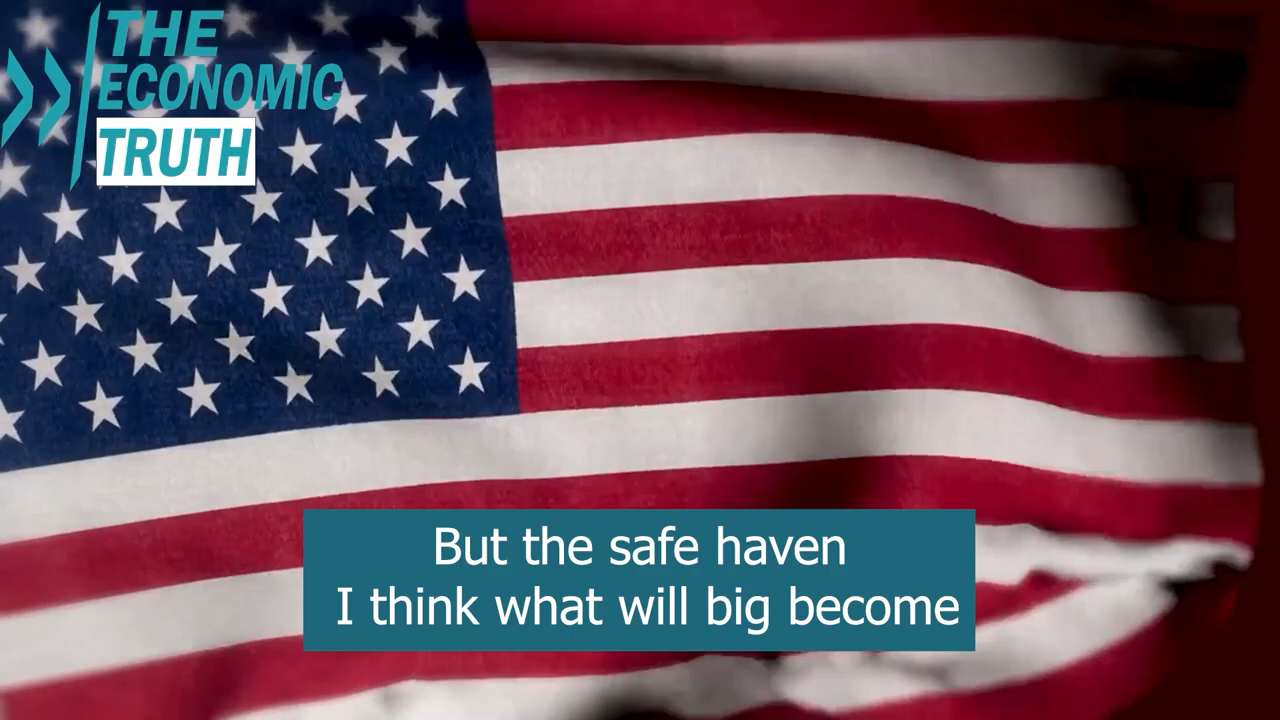 THE
ECONOMIC
TRUTH
But the safe haven
I think what will big become